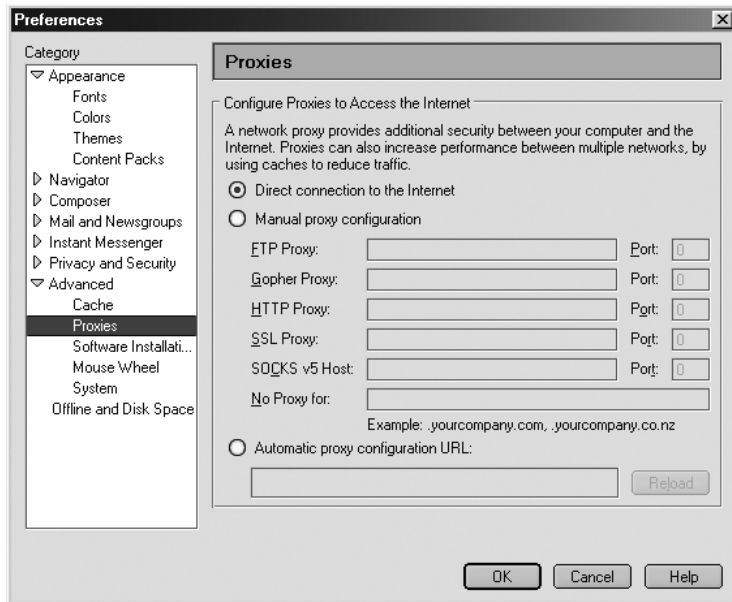 Preferences
Category
Appearance
Fonts
Colors
Themes
Content Packs
Navigator
Composer
Mail and Newsgroups
Instant Messenger
Privacy and Security
Advanced
Cache
Proxies
Software Installati...
Mouse Wheel
System
Offline and Disk Space
Proxies
Configure Proxies to Access the Internet
A network proxy provides additional security between your computer and the
Internet. Proxies can also increase performance between multiple networks, by
using caches to reduce traffic.
Direct connection to the Internet
Manual proxy configuration
FTP Proxy: Port: 0
Gopher Proxy: Port: 0
HTTP Proxy: Port: 0
SSL Proxy: Port: 0
SOCKS v5 Host: Port: 0
No Proxy for:
Example: .yourcompany.com, .yourcompany.co.nz
Automatic proxy configuration URL:
Reload
OK Cancel Help